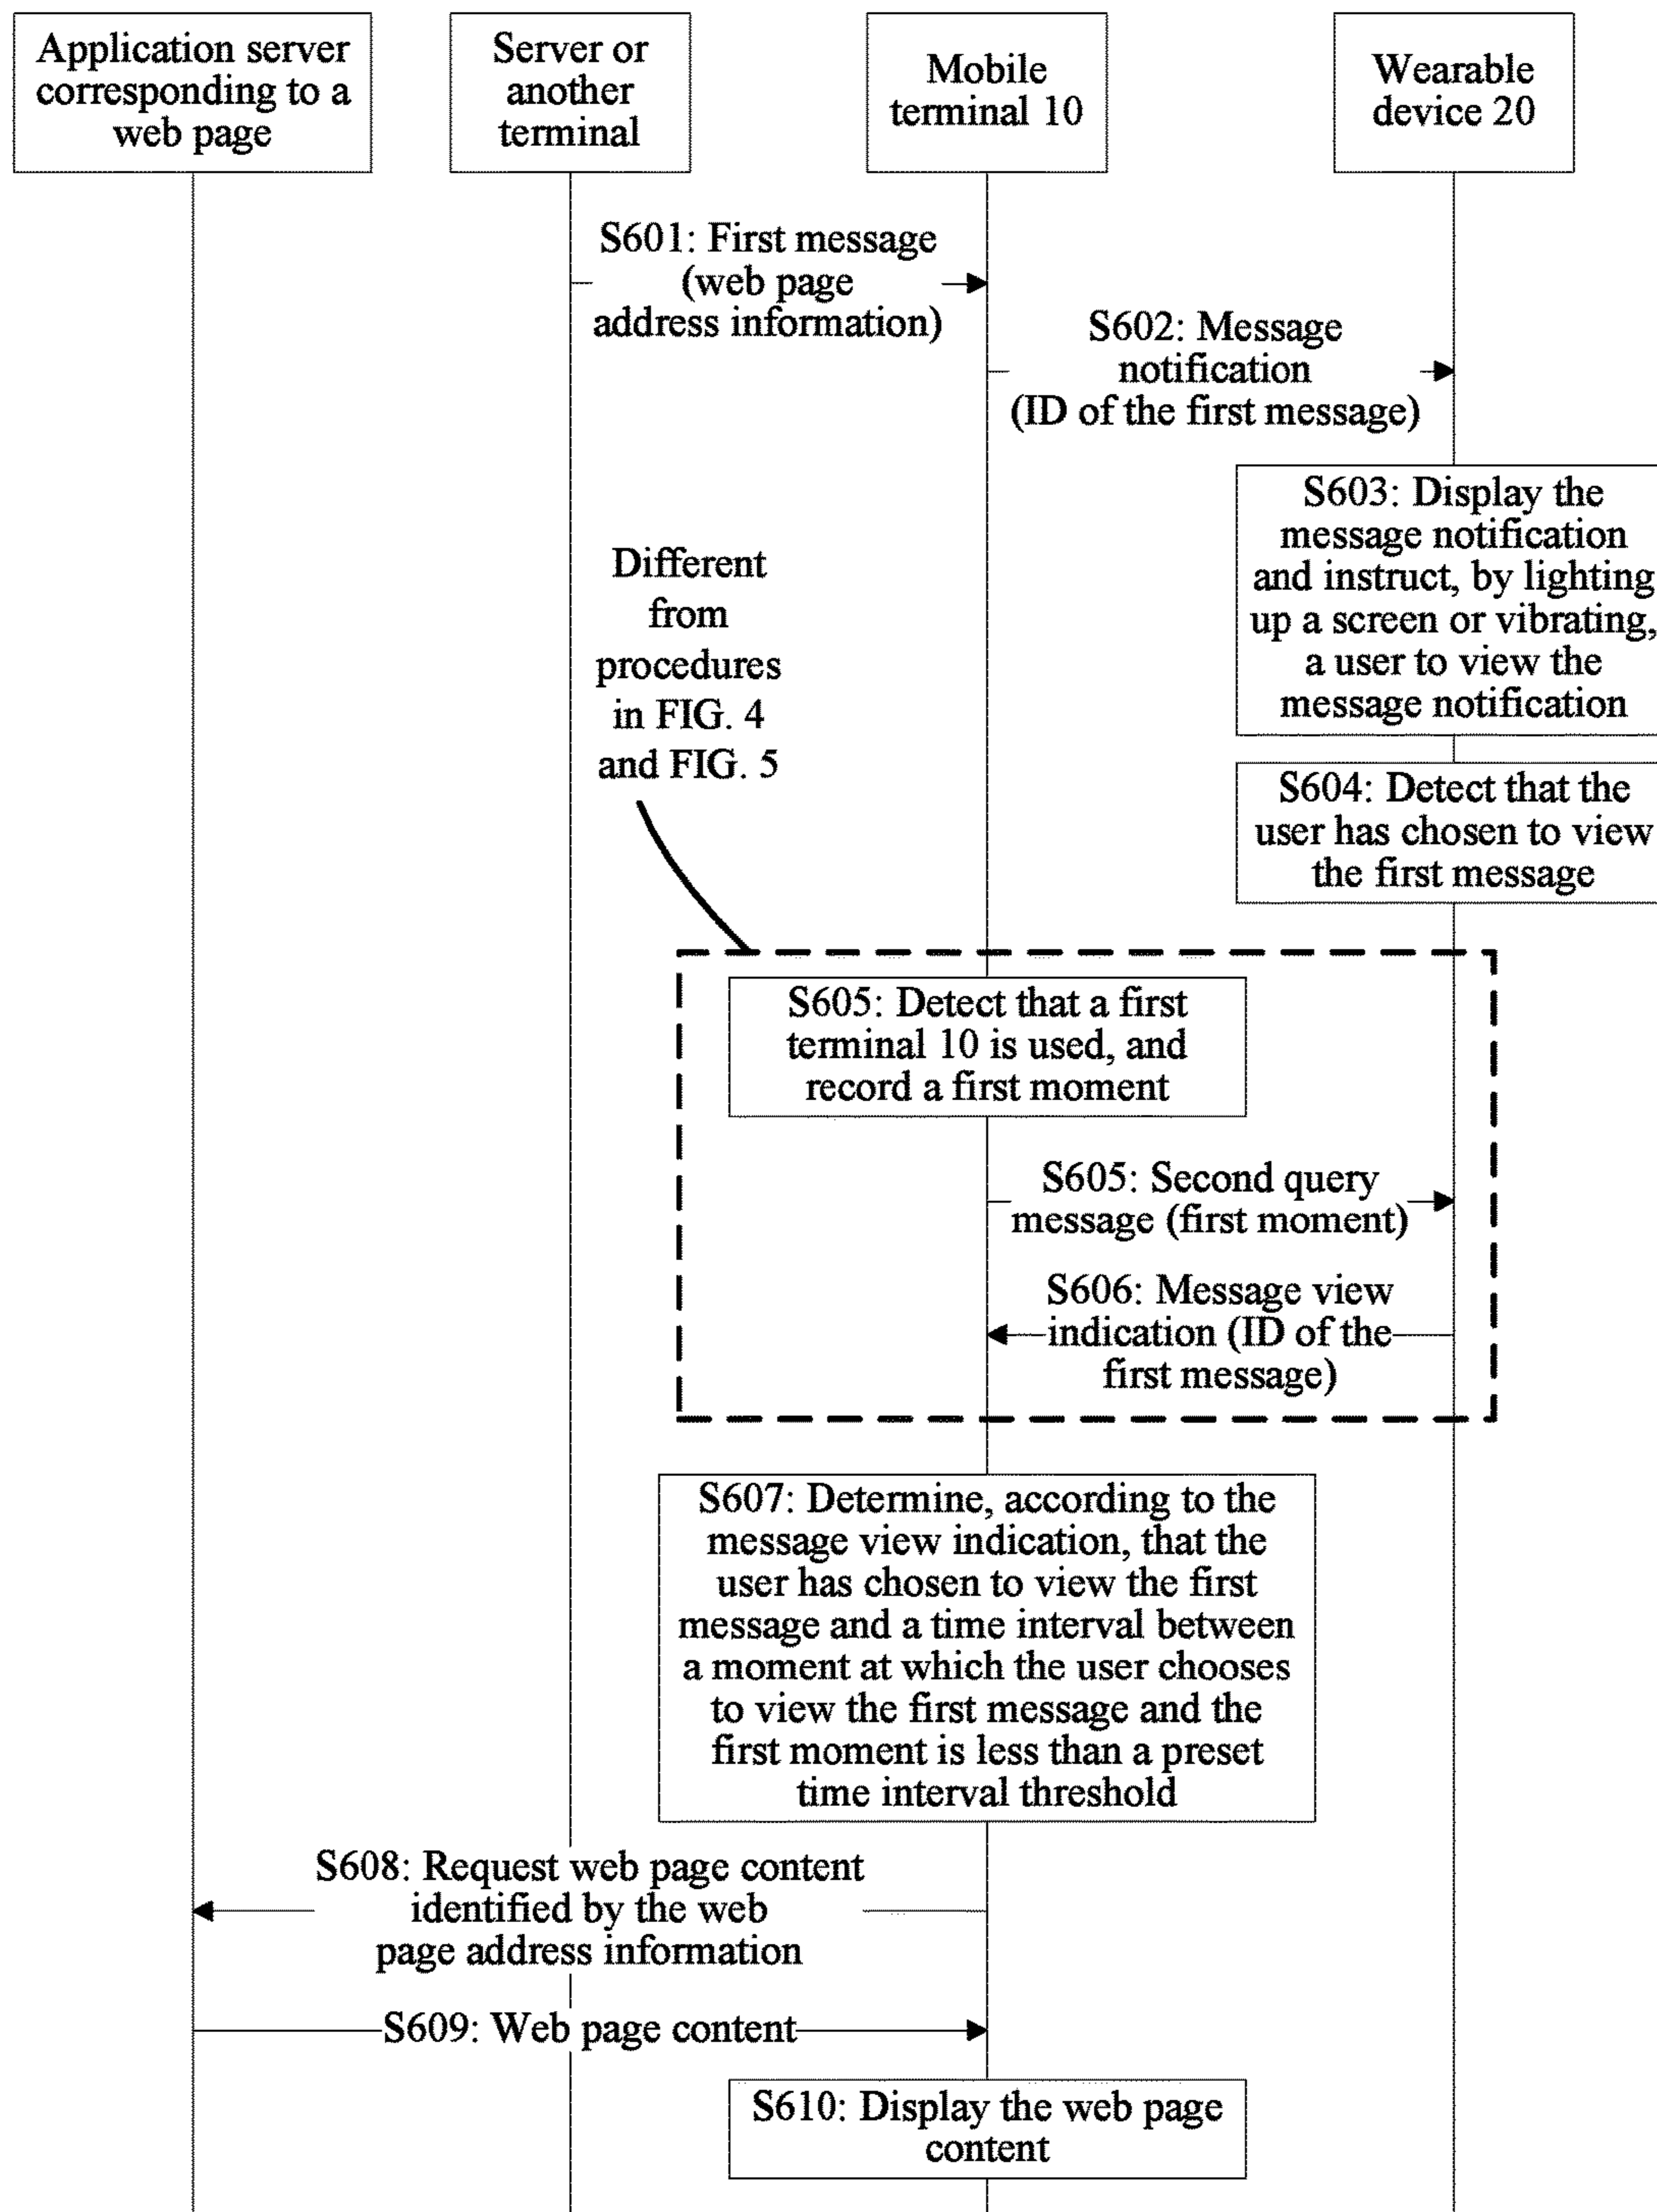 Application server
corresponding to a
web page
Server or
another
terminal
Mobile
terminal 10
Wearable
device 20
S601: First message
(web page
address information)
S602: Message
notification
(ID of the first message)
S603: Display the
message notification
and instruct, by lighting
up a screen or vibrating,
a user to view the
message notification
Different
from
procedures
in FIG. 4
and FIG. 5
S604: Detect that the
user has chosen to view
the first message
S605: Detect that a first
terminal 10 is used, and
record a first moment
S605: Second query
message (first moment)
S606: Message view
indication (ID of the
first message)
S607: Determine, according to the
message view indication, that the
user has chosen to view the first
message and a time interval between
a moment at which the user chooses
to view the first message and the
first moment is less than a preset
time interval threshold
S608: Request web page content
identified by the web
page address information
S609: Web page content
S610: Display the web page
content